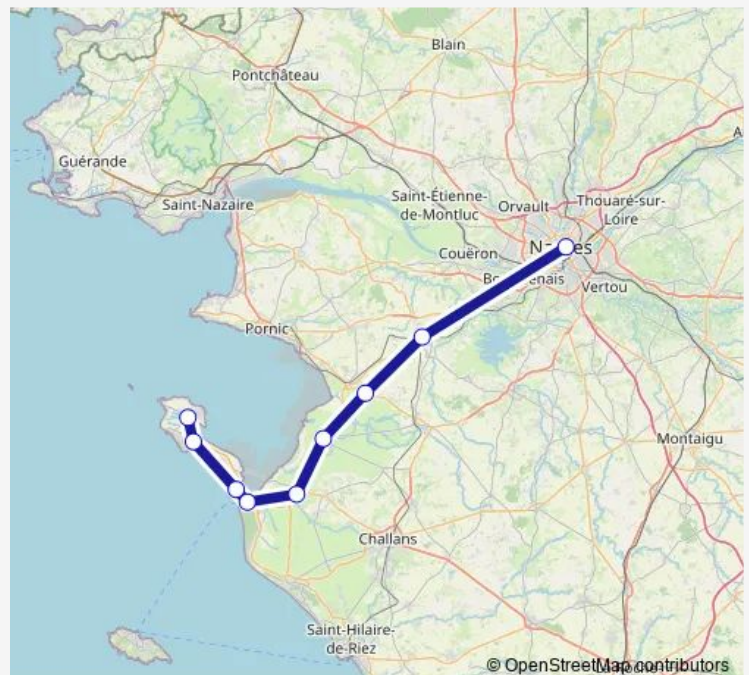 Blain
Pontchâteau
A
Guérande
Saint-Étienne-
de-Montluc
Orvault
Thouaré-sur-
Loire
Saint-Nazaire
Couëron
Vertou
Pornic
Montaigu
Challans
Saint-Hilaire-
de-Riez
© OpenStreetMap contributors